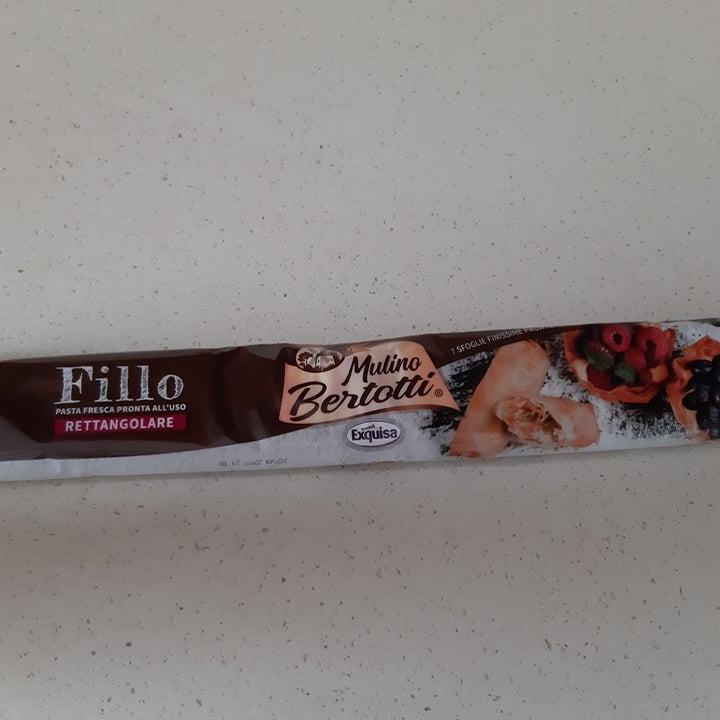 Fillo
PASTA FRESCA PRONTA ALL'USO
RETTANGOLARE
Mulino
Bertotti®
Exquisa
7 SFOGLIE FINISSIME